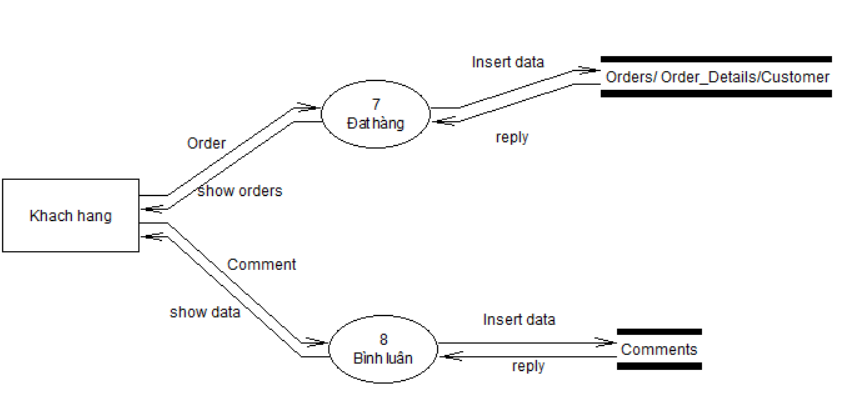 Insert data
Orders/ Order_Details/Customer
7
Đat hàng
reply
Order
show orders
Khach hang
Comment
show data
8
Bình luân
Insert data
Comments
reply